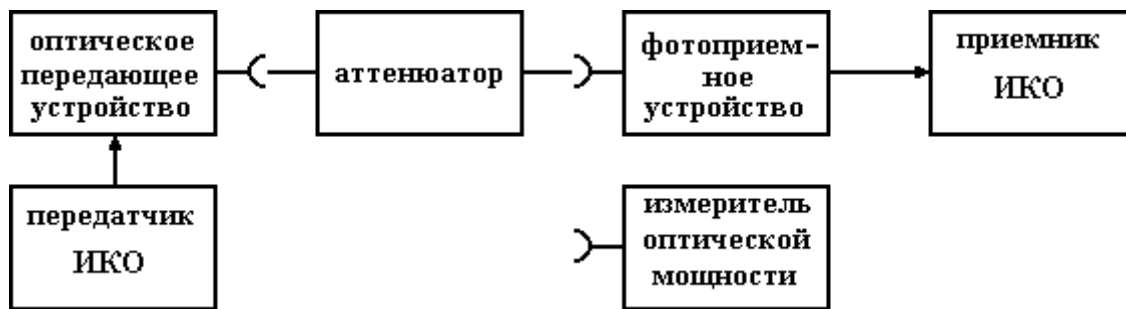 оптическое
передающее
устройство
аттенюатор
фотоприем-
ное
устройство
приемник
ИКО
передатчик
ИКО
измеритель
оптической
мощности